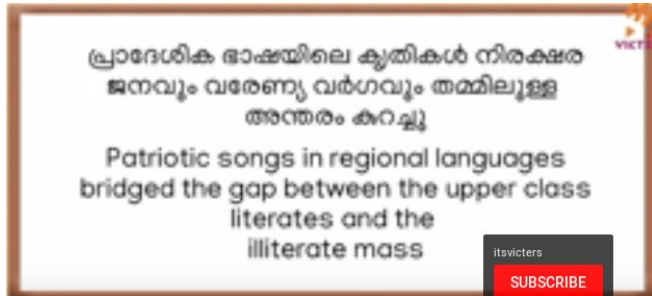 പ്രാദേശിക ഭാഷയിലെ കൃതികൾ നിരക്ഷര
ജനവും വരേണ്യ വർഗവും തമ്മിലുള്ള
അന്തരം കുറച്ചു
Patriotic songs in regional languages
bridged the gap between the upper class
literates and the
illiterate mass
itsvicters
SUBSCRIBE